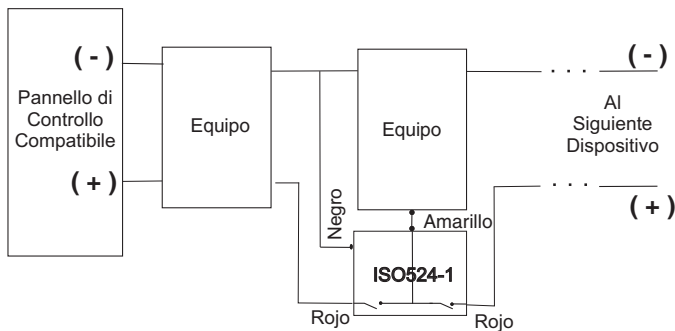 ( - )
Pannello di
Controllo
Compatibile
( + )
Equipo
Equipo
Negro
Amarillo
ISO524-1
Rojo
Rojo
( - )
. . .
Al
Siguiente
Dispositivo
. . .
( + )